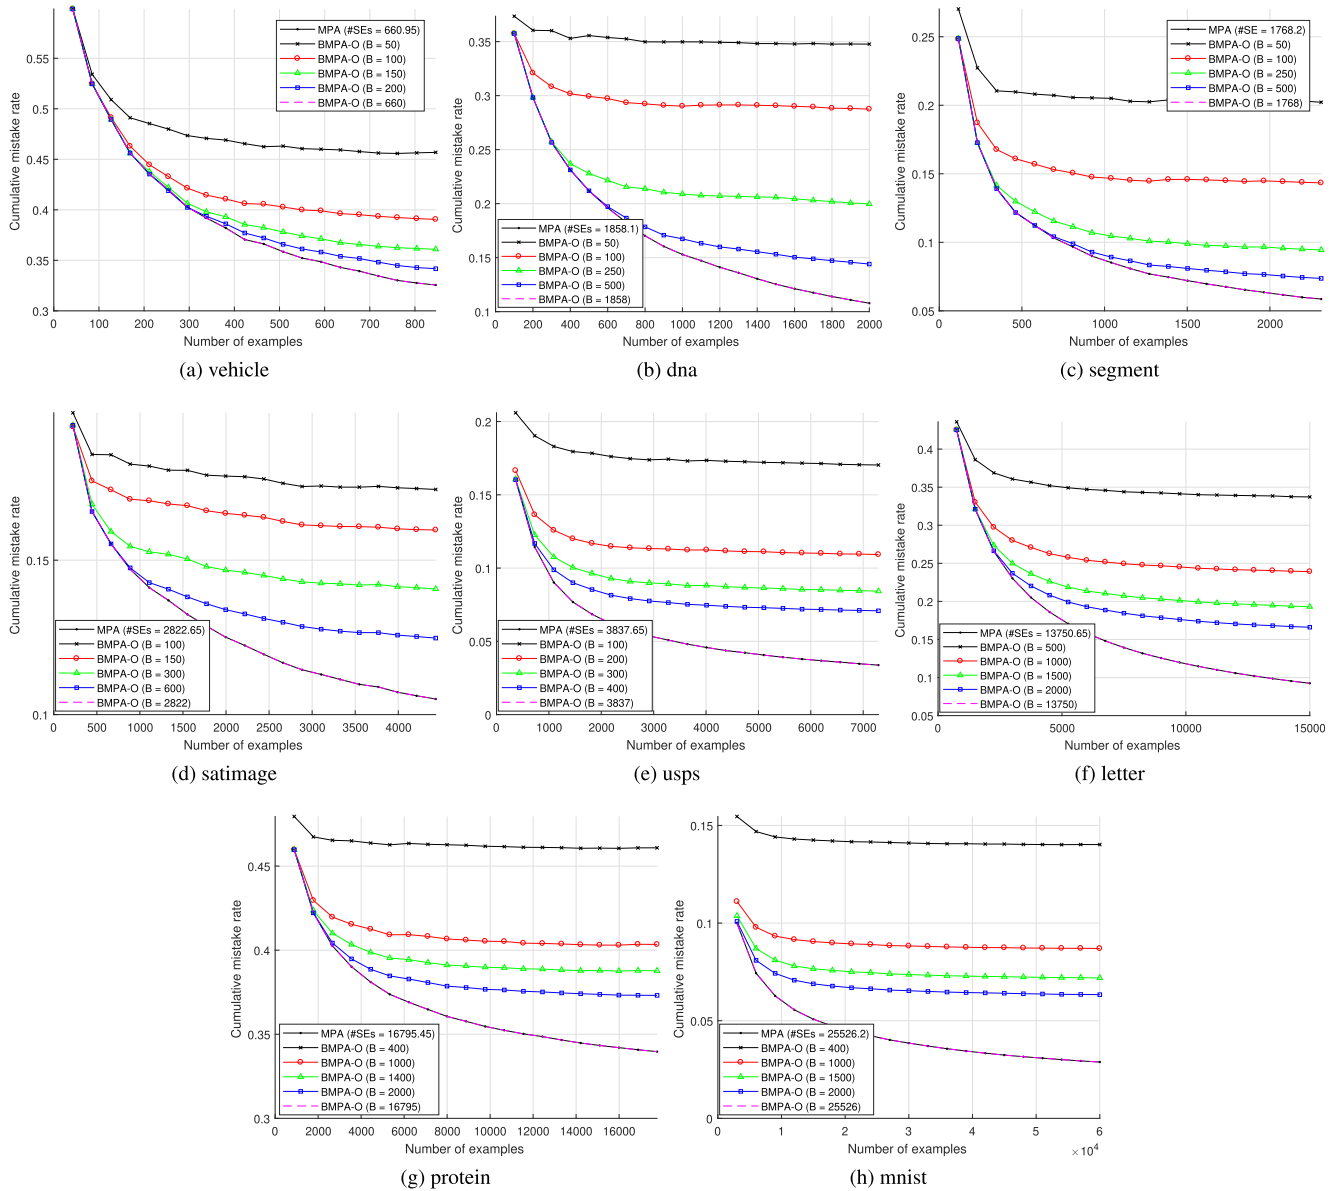 MPA (#SEs = 660.95)
BMPA-O (B = 50)
BMPA-O (B = 100)
BMPA-O (B = 150)
BMPA-O (B = 200)
BMPA-O (B = 660)
0.55
0.5
0.45
0.4
0.35
0.3
Cumulative mistake rate
0 100 200 300 400 500 600 700 800
Number of examples
(a) vehicle
0.35
0.3
0.25
0.2
0.15
0.1
Cumulative mistake rate
MPA (#SEs = 1858.1)
BMPA-O (B = 50)
BMPA-O (B = 100)
BMPA-O (B = 250)
BMPA-O (B = 500)
BMPA-O (B = 1858)
200 400 600 800 1000 1200 1400 1600 1800 2000
Number of examples
(b) dna
MPA (#SE = 1768.2)
BMPA-O (B = 50)
BMPA-O (B = 100)
BMPA-O (B = 250)
BMPA-O (B = 500)
BMPA-O (B = 1768)
0.25
0.2
0.15
0.1
0.05
Cumulative mistake rate
500 1000 1500 2000
Number of examples
(c) segment
0.15
0.1
Cumulative mistake rate
MPA (#SEs = 2822.65)
BMPA-O (B = 100)
BMPA-O (B = 150)
BMPA-O (B = 300)
BMPA-O (B = 600)
BMPA-O (B = 2822)
0 500 1000 1500 2000 2500 3000 3500 4000
Number of examples
(d) satimage
0.2
0.15
0.1
0.05
0
Cumulative mistake rate
MPA (#SEs = 3837.65)
BMPA-O (B = 100)
BMPA-O (B = 200)
BMPA-O (B = 300)
BMPA-O (B = 400)
BMPA-O (B = 3837)
0 1000 2000 3000 4000 5000 6000 7000
Number of examples
(e) usps
0.4
0.35
0.3
0.25
0.2
0.15
0.1
0.05
Cumulative mistake rate
MPA (#SEs = 13750.65)
BMPA-O (B = 500)
BMPA-O (B = 1000)
BMPA-O (B = 1500)
BMPA-O (B = 2000)
BMPA-O (B = 13750)
0 5000 10000 15000
Number of examples
(f) letter
0.45
0.4
0.35
0.3
Cumulative mistake rate
MPA (#SEs = 16795.45)
BMPA-O (B = 400)
BMPA-O (B = 1000)
BMPA-O (B = 1400)
BMPA-O (B = 2000)
BMPA-O (B = 16795)
0 2000 4000 6000 8000 10000 12000 14000 16000
Number of examples
(g) protein
0.15
0.1
0.05
0
Cumulative mistake rate
MPA (#SEs = 25526.2)
BMPA-O (B = 400)
BMPA-O (B = 1000)
BMPA-O (B = 1500)
BMPA-O (B = 2000)
BMPA-O (B = 25526)
0 1 2 3 4 5 6
Number of examples
×10⁴
(h) mnist